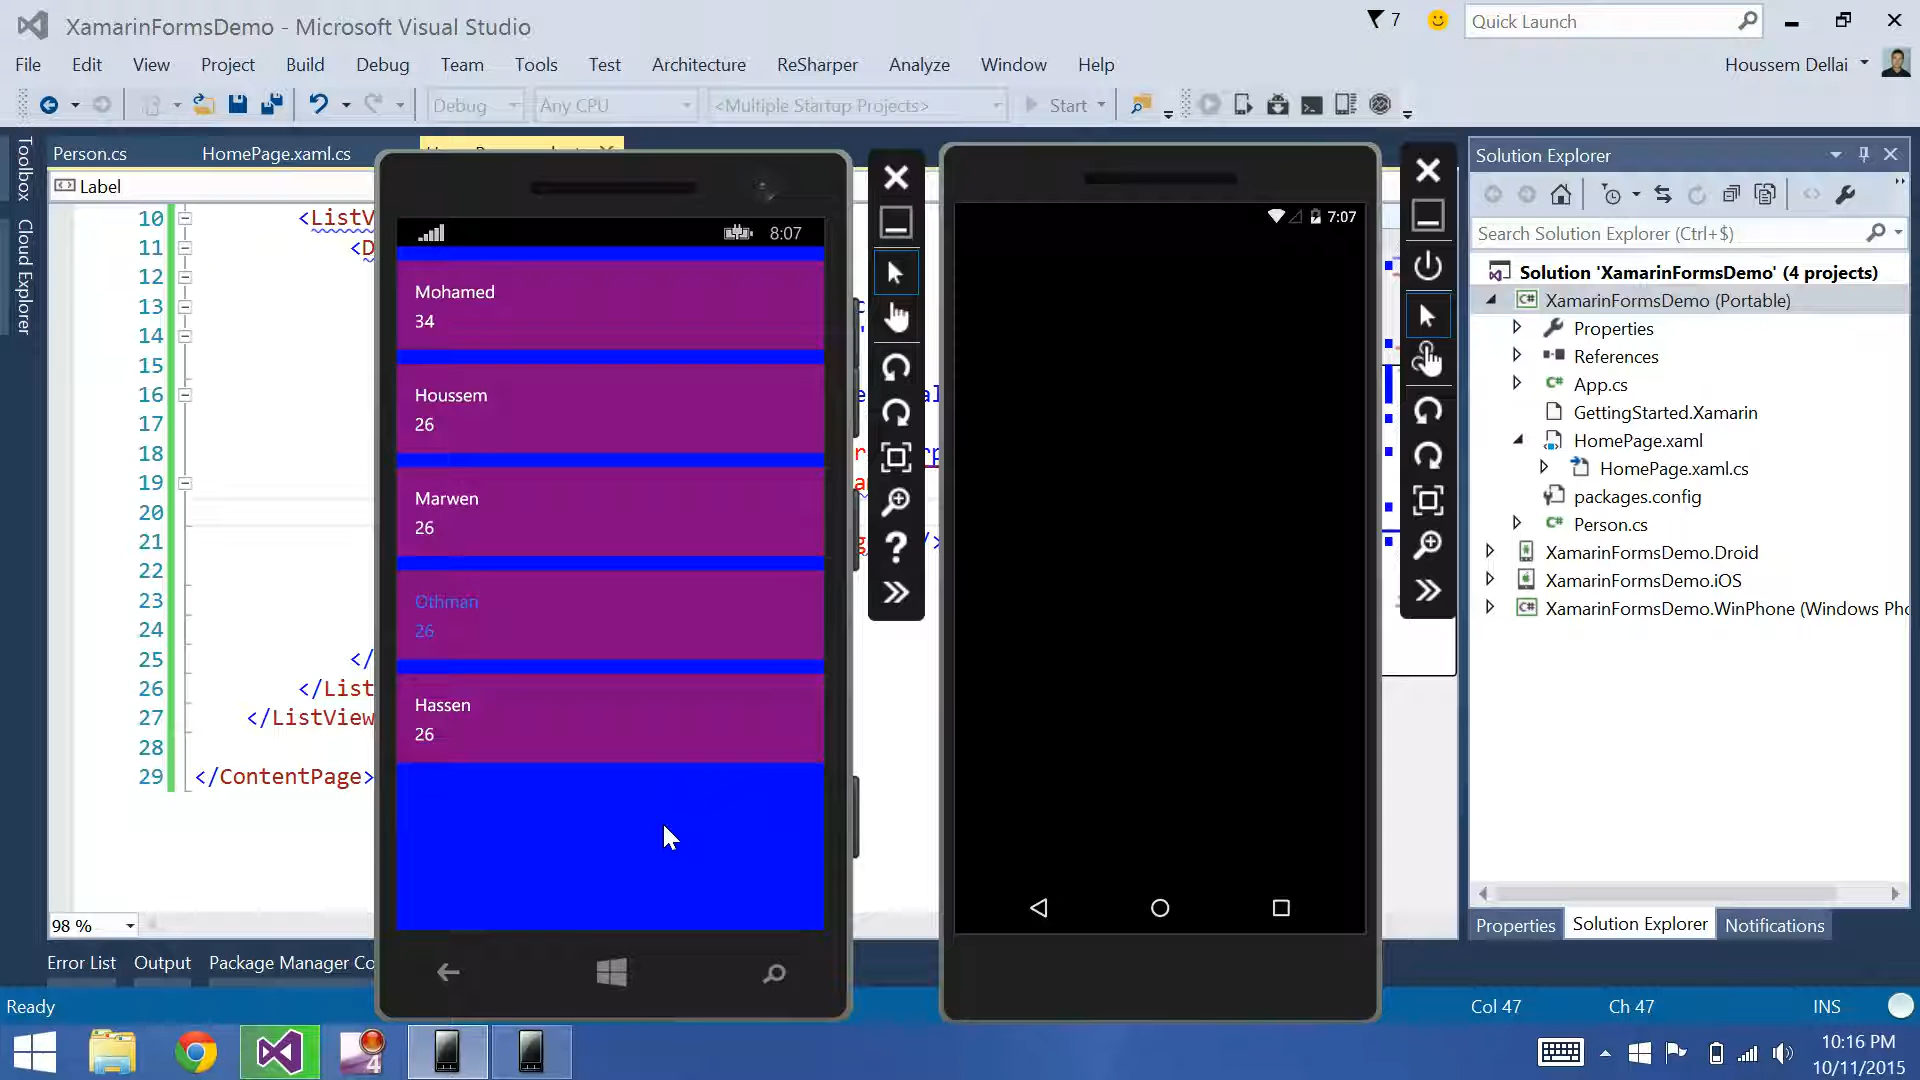 XamarinFormsDemo - Microsoft Visual Studio
7
Quick Launch
File Edit View Project Build Debug Team Tools Test Architecture ReSharper Analyze Window Help
Houssem Dellai
Debug
Any CPU
<Multiple Startup Projects>
Start
Toolbox
Cloud Explorer
Person.cs
HomePage.xaml.cs
Label
10 <ListV
11 <D
12
13
14
15
16
17
18
19
20
21
22
23
24
25 </
26 </List
27 </ListView
28
29 </ContentPage>
98 %
8:07
Mohamed
34
Houssem
26
Marwen
26
Othman
26
Hassen
26
7:07
Solution Explorer
Search Solution Explorer (Ctrl+$)
Solution 'XamarinFormsDemo' (4 projects)
XamarinFormsDemo (Portable)
Properties
References
App.cs
GettingStarted.Xamarin
HomePage.xaml
HomePage.xaml.cs
packages.config
Person.cs
XamarinFormsDemo.Droid
XamarinFormsDemo.iOS
XamarinFormsDemo.WinPhone (Windows Pho
Properties
Solution Explorer
Notifications
Error List
Output
Package Manager Co
Ready
Col 47
Ch 47
INS
10:16 PM
10/11/2015